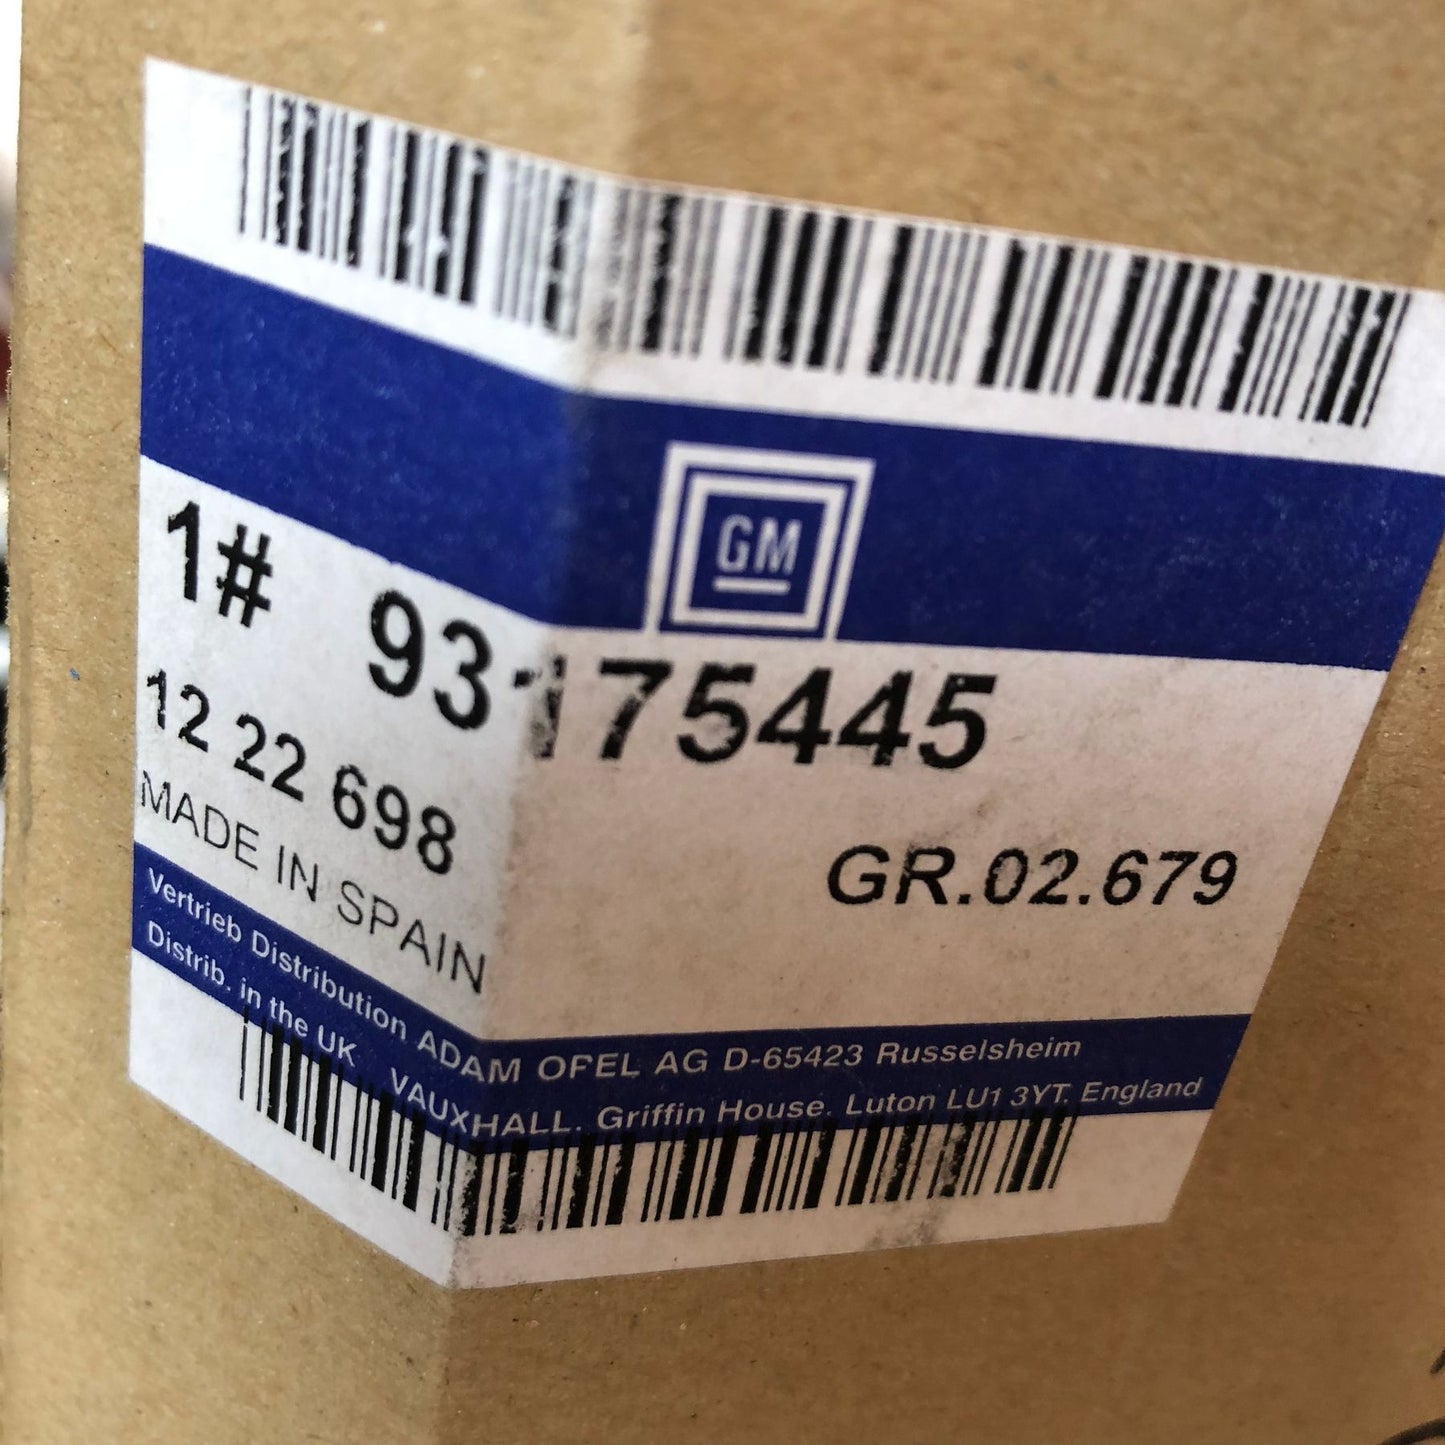 GM
1# 93175445
12 22 698
MADE IN SPAIN
GR.02.679
Vertrieb Distribution ADAM OPEL AG D-65423 Russelsheim
Distrib. in the UK VAUXHALL. Griffin House. Luton LU1 3YT. England